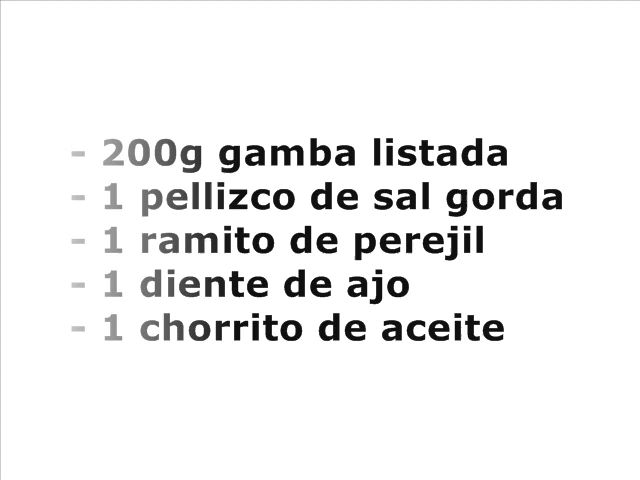 - 200g gamba listada
- 1 pellizco de sal gorda
- 1 ramito de perejil
- 1 diente de ajo
- 1 chorrito de aceite